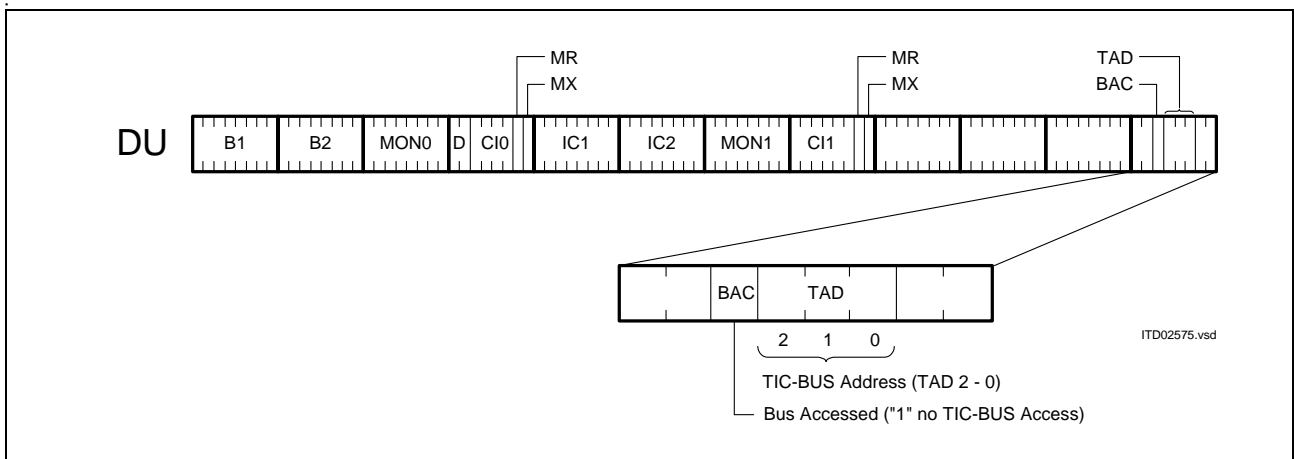 MR MR TAD
MX MX BAC
DU B1 B2 MON0 D CI0 IC1 IC2 MON1 CI1
BAC TAD
2 1 0
ITD02575.vsd
TIC-BUS Address (TAD 2 - 0)
Bus Accessed ("1" no TIC-BUS Access)